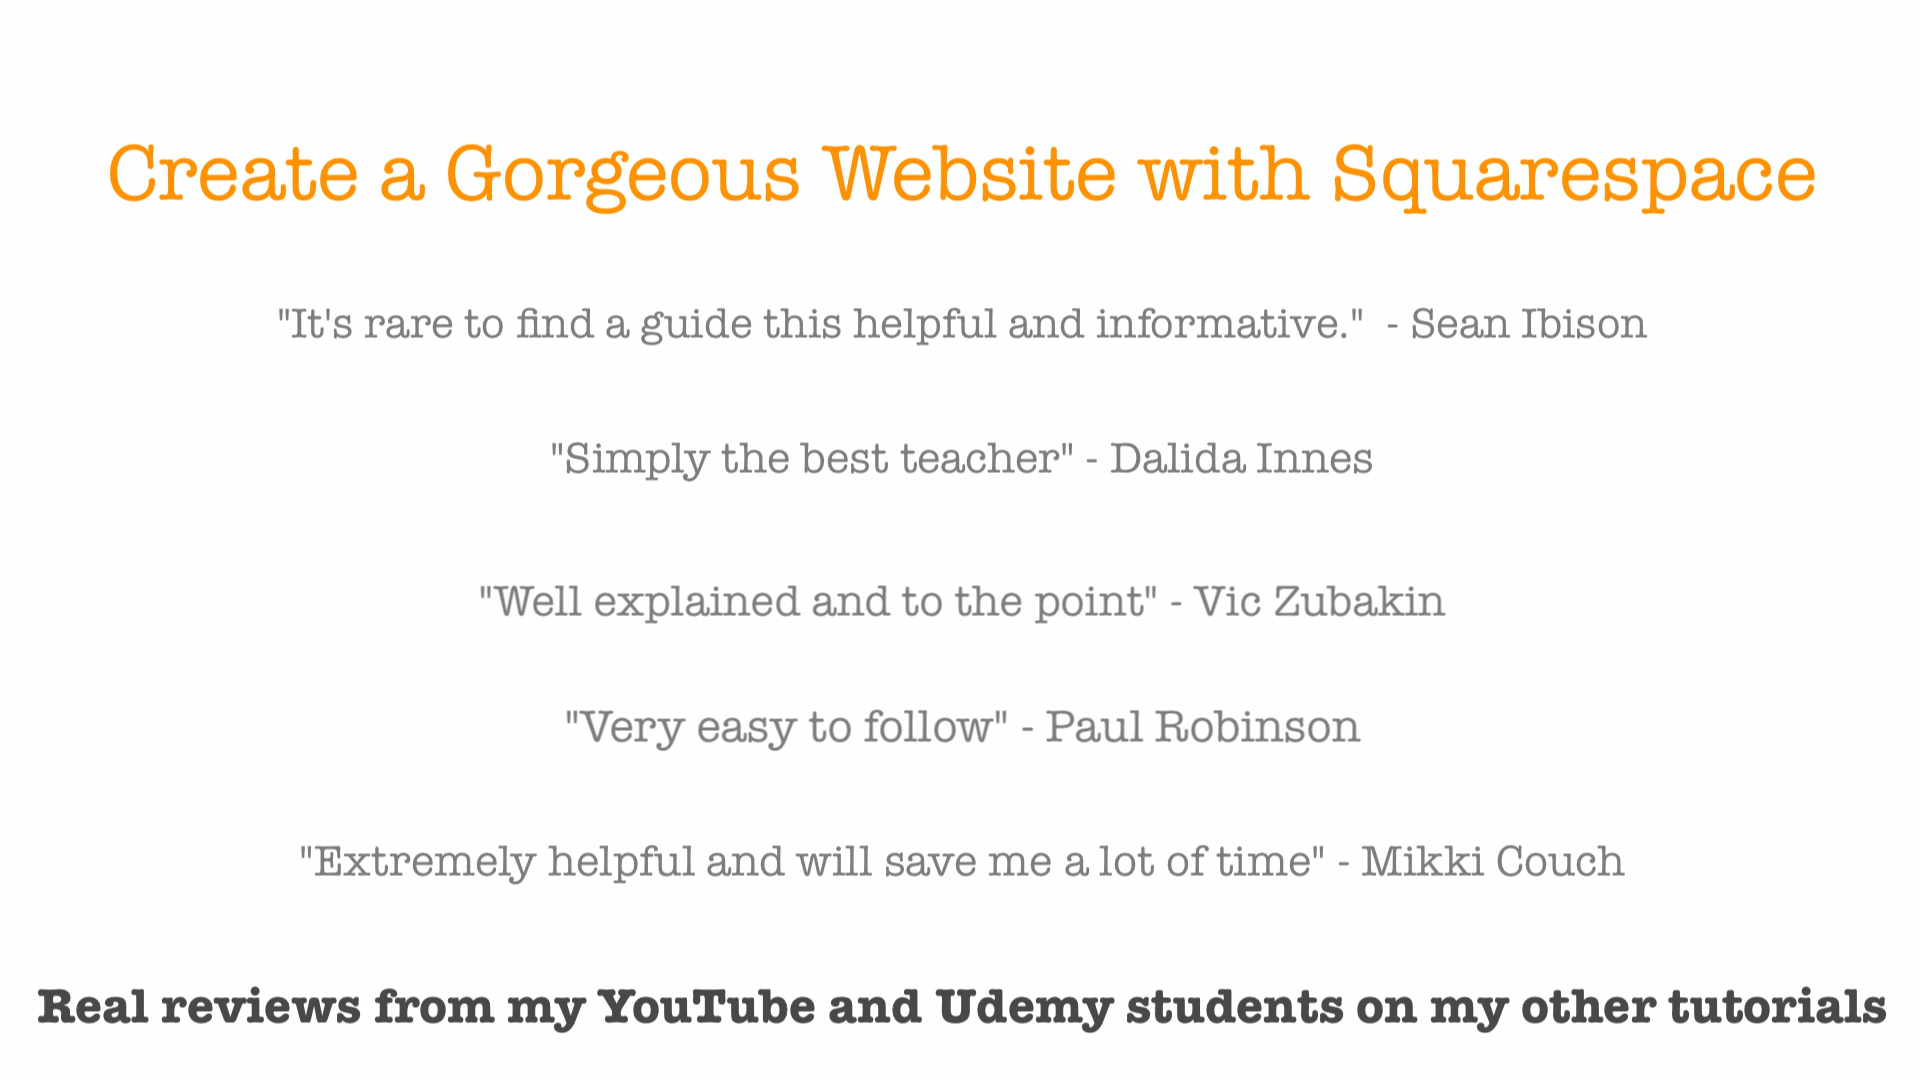 Create a Gorgeous Website with Squarespace
"It's rare to find a guide this helpful and informative."  - Sean Ibison
"Simply the best teacher" - Dalida Innes
"Well explained and to the point" - Vic Zubakin
"Very easy to follow" - Paul Robinson
"Extremely helpful and will save me a lot of time" - Mikki Couch
Real reviews from my YouTube and Udemy students on my other tutorials